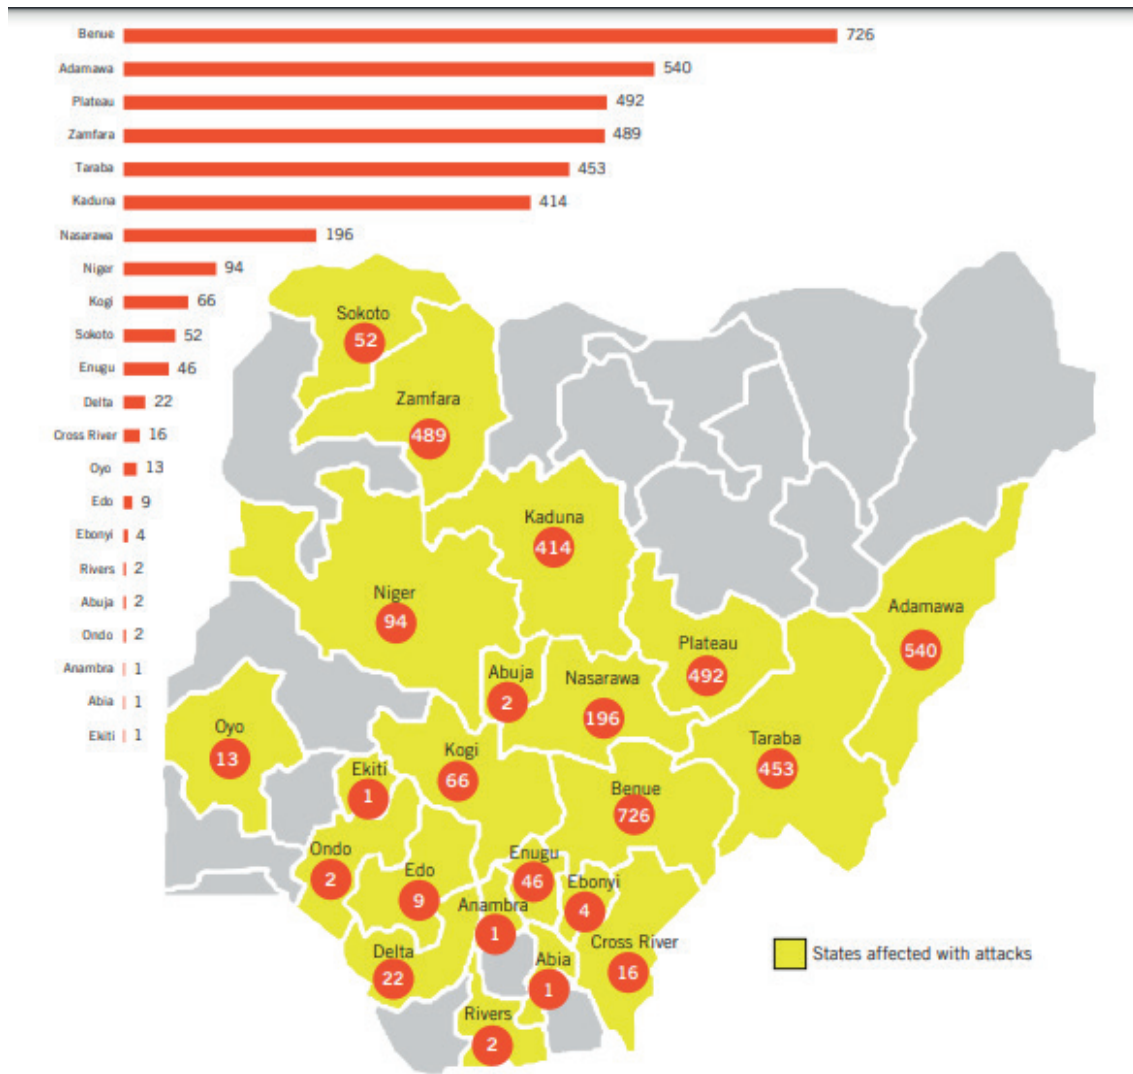 Benue 726
Adamawa 540
Plateau 492
Zamfara 489
Taraba 453
Kaduna 414
Nasarawa 196
Niger 94
Kogi 66
Sokoto 52
Enugu 46
Delta 22
Cross River 16
Oyo 13
Edo 9
Ebonyi 4
Rivers 2
Abuja 2
Ondo 2
Anambra 1
Abia 1
Ekiti 1
Sokoto
52
Zamfara
489
Kaduna
414
Niger
94
Adamawa
540
Plateau
492
Abuja
2
Nasarawa
196
Oyo
13
Kogi
66
Taraba
453
Ekiti
1
Benue
726
Ondo
2
Edo
9
Enugu
46
Ebonyi
4
Anambra
1
Delta
22
Abia
1
Cross River
16
Rivers
2
States affected with attacks